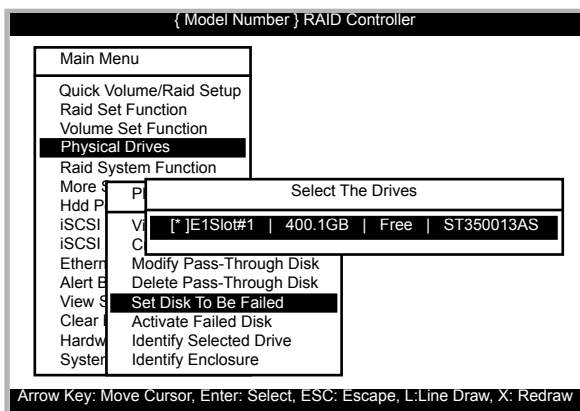 { Model Number } RAID Controller
Main Menu
Quick Volume/Raid Setup
Raid Set Function
Volume Set Function
Physical Drives
Raid System Function
More
Hdd
iSCSI
iSCSI
Alert
View
Clear
Select The Drives
[* ]E1Slot#1 | 400.1GB | Free | ST350013AS
Modify Pass-Through Disk
Delete Pass-Through Disk
Set Disk To Be Failed
Activate Failed Disk
Identify Selected Drive
Identify Enclosure
Arrow Key: Move Cursor, Enter: Select, ESC: Escape, L:Line Draw, X: Redraw